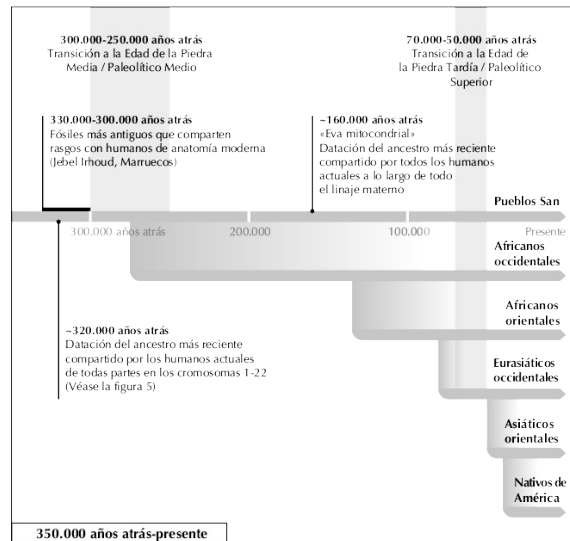 300.000-250.000 años atrás
Transición a la Edad de la Piedra
Media / Paleolítico Medio
70.000-50.000 años atrás
Transición a la Edad de
la Piedra Tardía / Paleolítico
Superior
330.000-300.000 años atrás
Fósiles más antiguos que comparten
rasgos con humanos de anatomía moderna
(Jebel Irhoud, Marruecos)
~160.000 años atrás
«Eva mitocondrial»
Datación del ancestro más reciente
compartido por todos los humanos
actuales a lo largo de todo
el linaje materno
Pueblos San
300.000 años atrás
200.000
100.000
Presente
Africanos
occidentales
Africanos
orientales
~320.000 años atrás
Datación del ancestro más reciente
compartido por los humanos actuales
de todas partes en los cromosomas 1-22
(Véase la figura 5)
Eurasiáticos
occidentales
Asiáticos
orientales
Nativos de
América
350.000 años atrás-presente